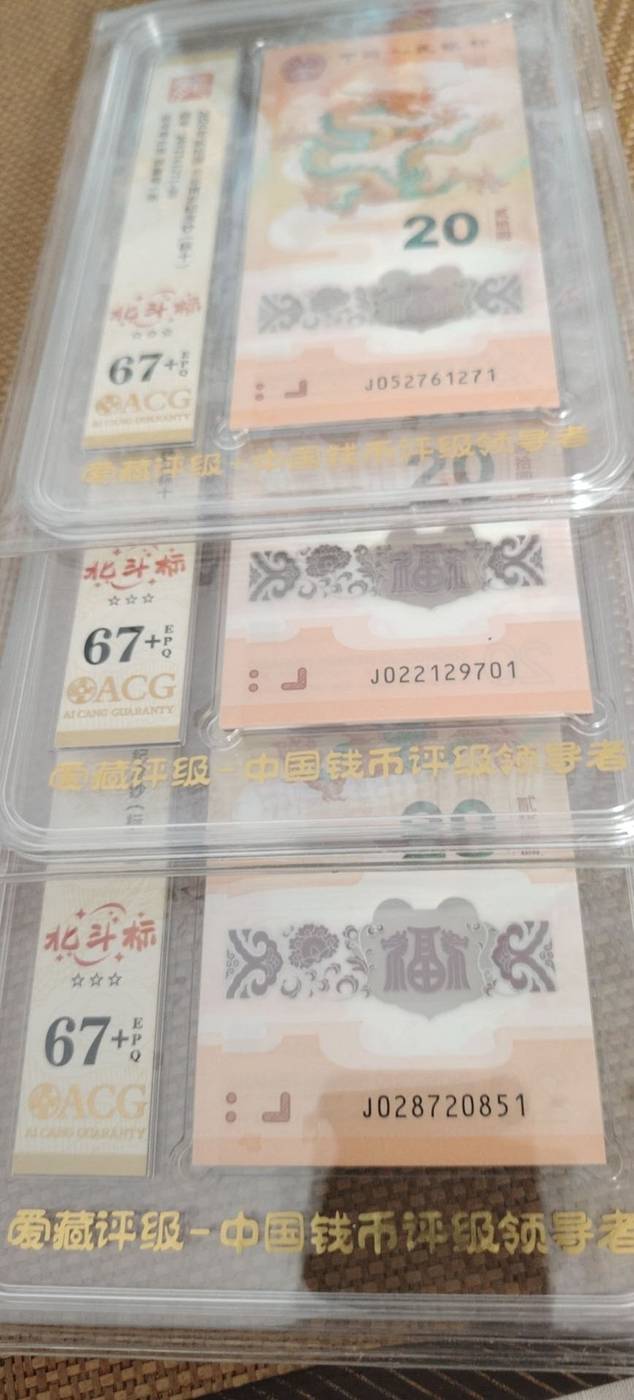 20
J052761271
67+
EPQ
ACG
AI CANG GUARANTY
爱藏评级-中国钱币评级领导者
20
北斗标
☆☆☆
67+
EPQ
ACG
AI CANG GUARANTY
福
J022129701
爱藏评级-中国钱币评级领导者
20
北斗标
☆☆☆
67+
EPQ
ACG
AI CANG GUARANTY
福
J028720851
爱藏评级-中国钱币评级领导者